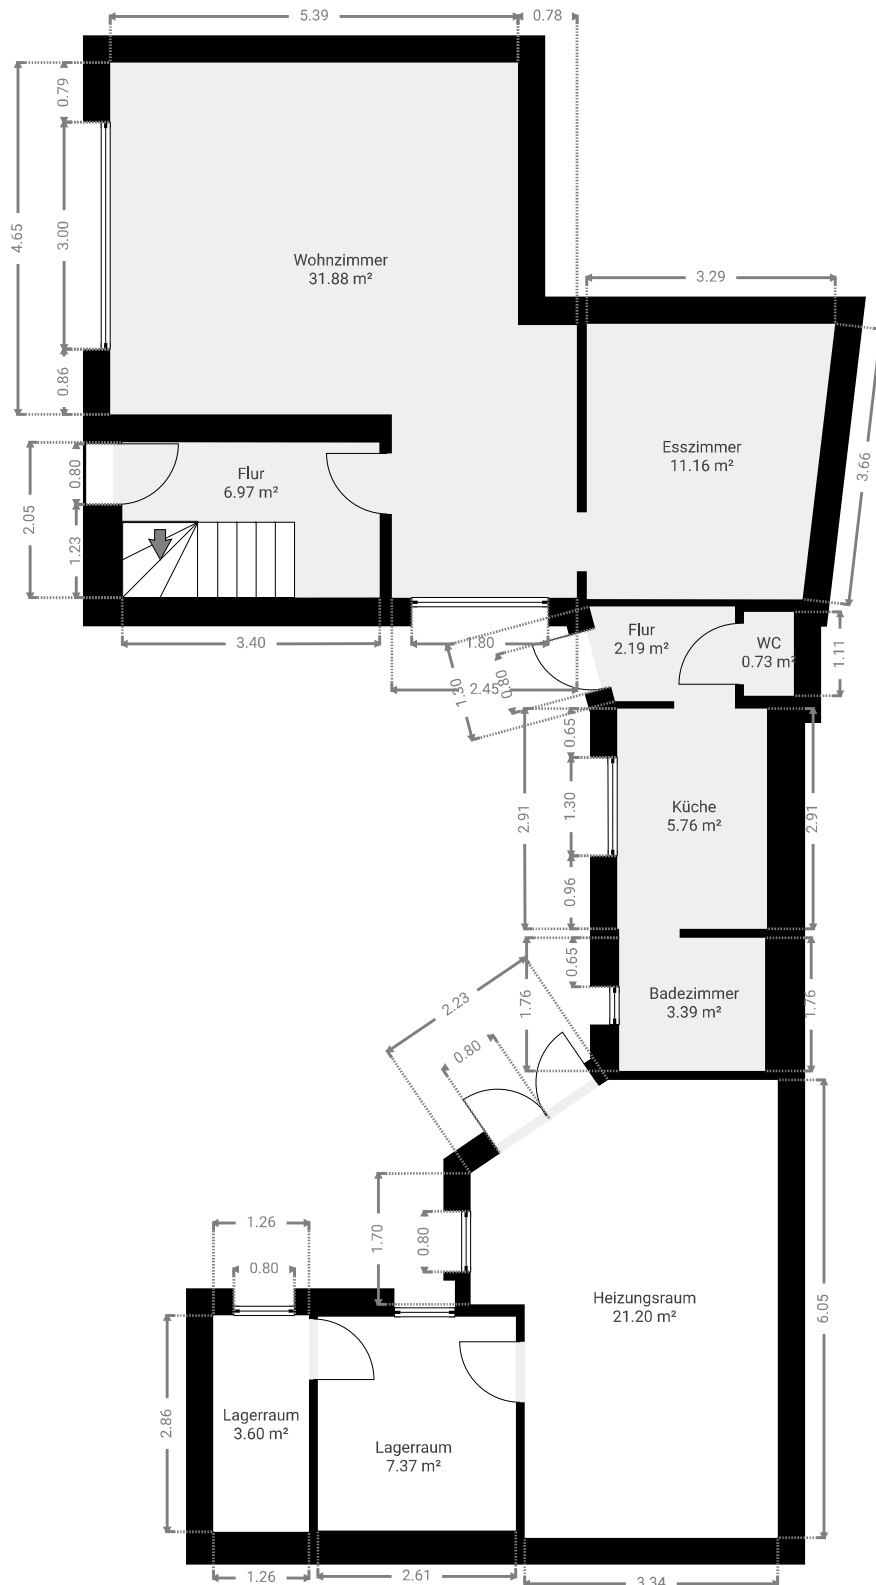 5.39
0.78
0.79
4.65
3.00
Wohnzimmer
31.88 m²
3.29
0.86
Esszimmer
11.16 m²
3.66
Flur
6.97 m²
0.80
2.05
1.23
3.40
1.80
Flur
2.19 m²
WC
0.73 m²
1.11
1.30
2.45
0.80
0.65
2.91
1.30
Küche
5.76 m²
2.91
0.96
0.65
1.76
Badezimmer
3.39 m²
1.76
2.23
0.80
1.70
1.26
0.80
0.80
Heizungsraum
21.20 m²
6.05
2.86
Lagerraum
3.60 m²
Lagerraum
7.37 m²
1.26
2.61
3.34